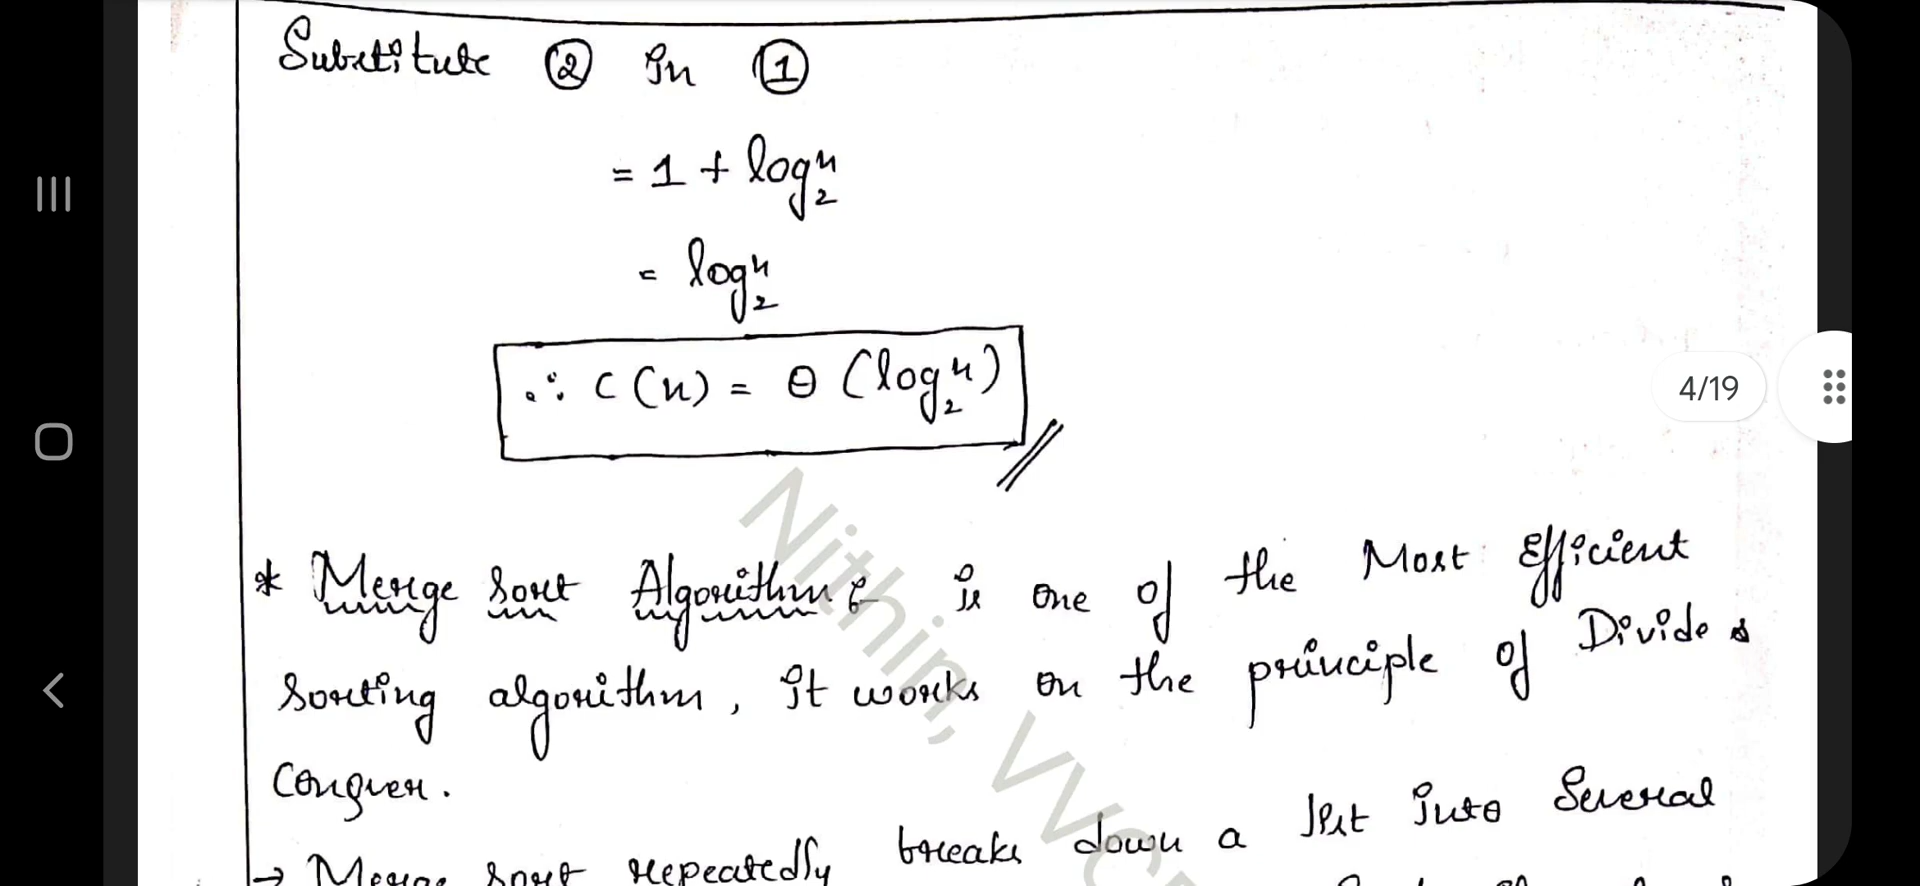 Substitute ② in ①
= 1 + log₂ⁿ
= log₂ⁿ
∴ C(n) = θ (log₂ⁿ)
4/19
* Merge Sort Algorithm :- is one of the Most Efficient
Sorting algorithm, it works on the principle of Divide &
Conquer.
→ Merge sort repeatedly breaks down a list into Several
Nithin, VVC